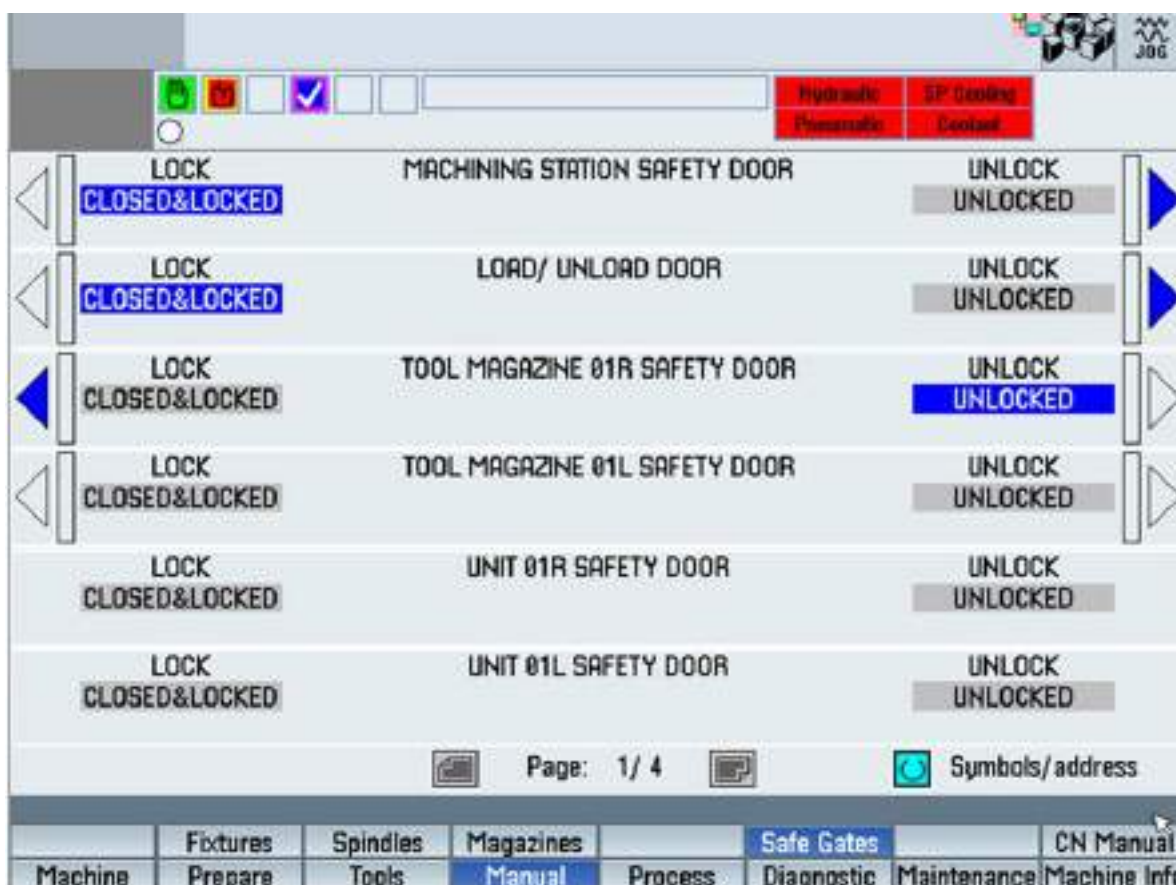 JOG
Hydraulic SP Cooling
Pneumatic Coolant
LOCK MACHINING STATION SAFETY DOOR UNLOCK
CLOSED&LOCKED UNLOCKED
LOCK LOAD/ UNLOAD DOOR UNLOCK
CLOSED&LOCKED UNLOCKED
LOCK TOOL MAGAZINE 01R SAFETY DOOR UNLOCK
CLOSED&LOCKED UNLOCKED
LOCK TOOL MAGAZINE 01L SAFETY DOOR UNLOCK
CLOSED&LOCKED UNLOCKED
LOCK UNIT 01R SAFETY DOOR UNLOCK
CLOSED&LOCKED UNLOCKED
LOCK UNIT 01L SAFETY DOOR UNLOCK
CLOSED&LOCKED UNLOCKED
Page: 1/ 4 Symbols/address
Fixtures Spindles Magazines Safe Gates CN Manual
Machine Prepare Tools Manual Process Diagnostic Maintenance Machine Inf